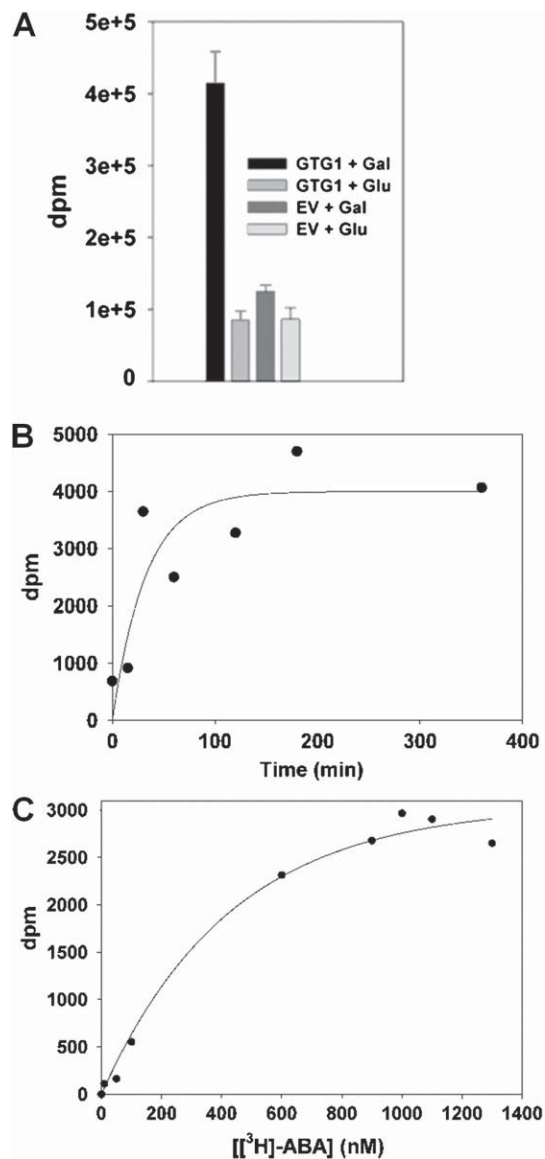 A
5e+5
4e+5
3e+5
2e+5
1e+5
0
dpm
GTG1 + Gal
GTG1 + Glu
EV + Gal
EV + Glu
B
5000
4000
3000
2000
1000
0
dpm
0 100 200 300 400
Time (min)
C
3000
2500
2000
1500
1000
500
0
dpm
0 200 400 600 800 1000 1200 1400
[[³H]-ABA] (nM)